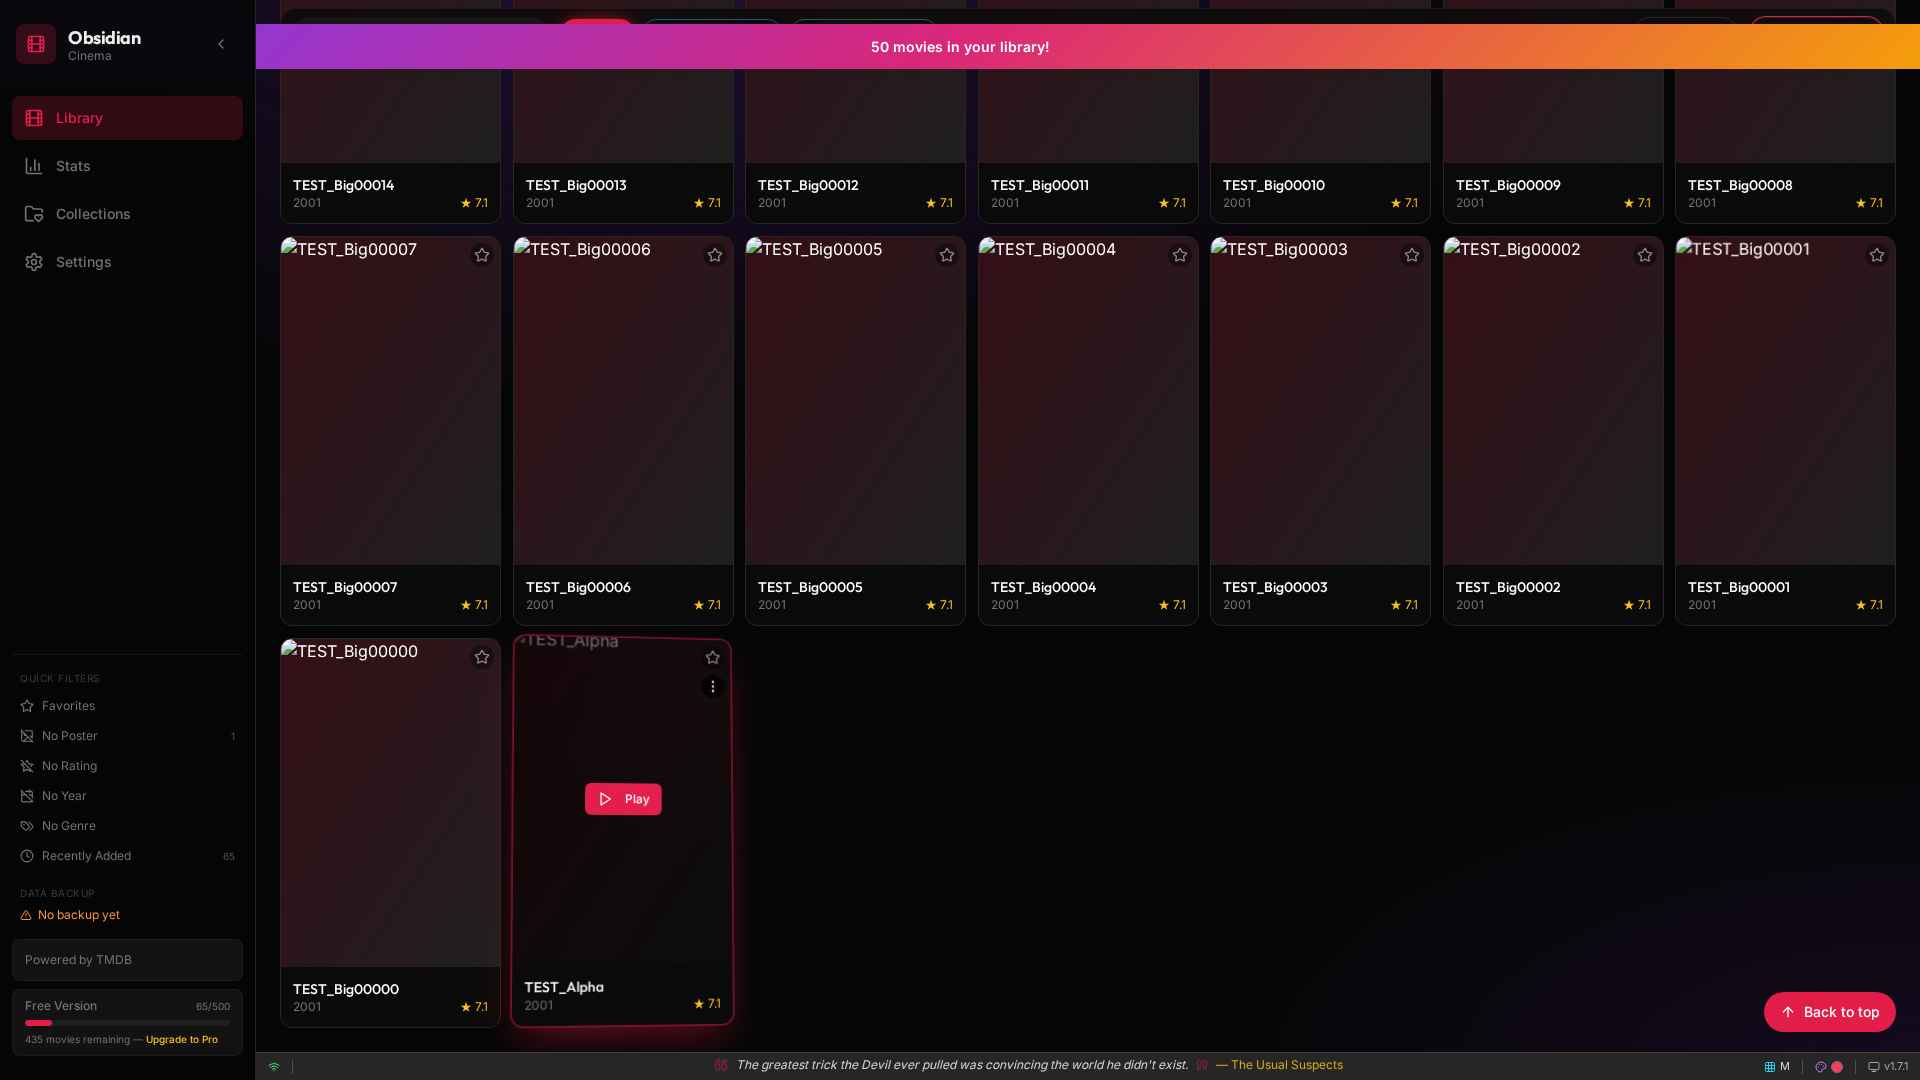 Obsidian
Cinema
Library
Stats
Collections
Settings
QUICK FILTERS
Favorites
No Poster 1
No Rating
No Year
No Genre
Recently Added 65
DATA BACKUP
No backup yet
Powered by TMDB
Free Version 65/500
435 movies remaining — Upgrade to Pro
50 movies in your library!
TEST_Big00014 TEST_Big00013 TEST_Big00012 TEST_Big00011 TEST_Big00010 TEST_Big00009 TEST_Big00008
2001 ★ 7.1 2001 ★ 7.1 2001 ★ 7.1 2001 ★ 7.1 2001 ★ 7.1 2001 ★ 7.1 2001 ★ 7.1
TEST_Big00007 TEST_Big00006 TEST_Big00005 TEST_Big00004 TEST_Big00003 TEST_Big00002 TEST_Big00001
TEST_Big00007 TEST_Big00006 TEST_Big00005 TEST_Big00004 TEST_Big00003 TEST_Big00002 TEST_Big00001
2001 ★ 7.1 2001 ★ 7.1 2001 ★ 7.1 2001 ★ 7.1 2001 ★ 7.1 2001 ★ 7.1 2001 ★ 7.1
TEST_Big00000 TEST_Alpha
Play
TEST_Big00000 TEST_Alpha
2001 ★ 7.1 2001 ★ 7.1
Back to top
The greatest trick the Devil ever pulled was convincing the world he didn't exist. — The Usual Suspects
M v1.7.1